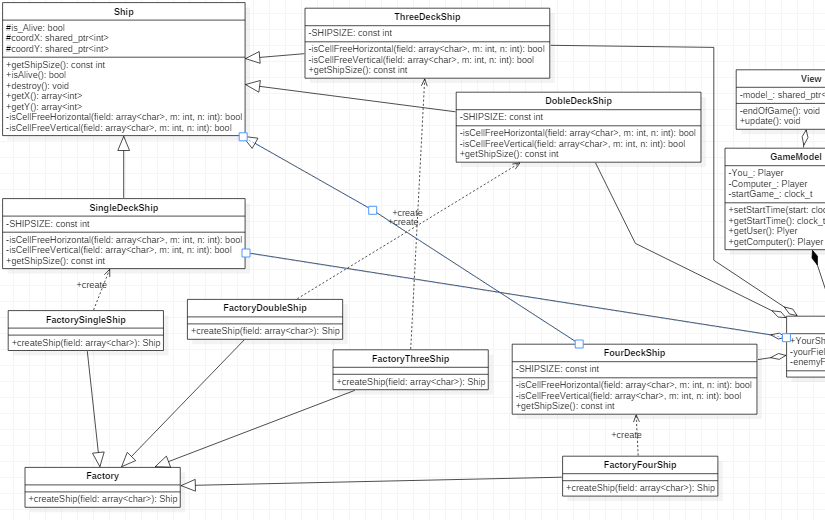 Ship
#is_Alive: bool
#coordX: shared_ptr<int>
#coordY: shared_ptr<int>
+getShipSize(): const int
+isAlive(): bool
+destroy(): void
+getX(): array<int>
+getY(): array<int>
-isCellFreeHorizontal(field: array<char>, m: int, n: int): bool
-isCellFreeVertical(field: array<char>, m: int, n: int): bool
ThreeDeckShip
-SHIPSIZE: const int
-isCellFreeHorizontal(field: array<char>, m: int, n: int): bool
-isCellFreeVertical(field: array<char>, m: int, n: int): bool
+getShipSize(): const int
DobleDeckShip
-SHIPSIZE: const int
-isCellFreeHorizontal(field: array<char>, m: int, n: int): bool
-isCellFreeVertical(field: array<char>, m: int, n: int): bool
+getShipSize(): const int
View
-model_: shared_ptr<
-endOfGame(): void
+update(): void
GameModel
-You_: Player
-Computer_: Player
-startGame_: clock_t
+setStartTime(start: cloc
+getStartTime(): clock_t
+getUser(): Plyer
+getComputer(): Player
SingleDeckShip
-SHIPSIZE: const int
-isCellFreeHorizontal(field: array<char>, m: int, n: int): bool
-isCellFreeVertical(field: array<char>, m: int, n: int): bool
+getShipSize(): const int
+create
+create
+create
FactorySingleShip
+createShip(field: array<char>): Ship
FactoryDoubleShip
+createShip(field: array<char>): Ship
FactoryThreeShip
+createShip(field: array<char>): Ship
+YourSh
-yourFiel
-enemyF
FourDeckShip
-SHIPSIZE: const int
-isCellFreeHorizontal(field: array<char>, m: int, n: int): bool
-isCellFreeVertical(field: array<char>, m: int, n: int): bool
+getShipSize(): const int
+create
Factory
+createShip(field: array<char>): Ship
FactoryFourShip
+createShip(field: array<char>): Ship